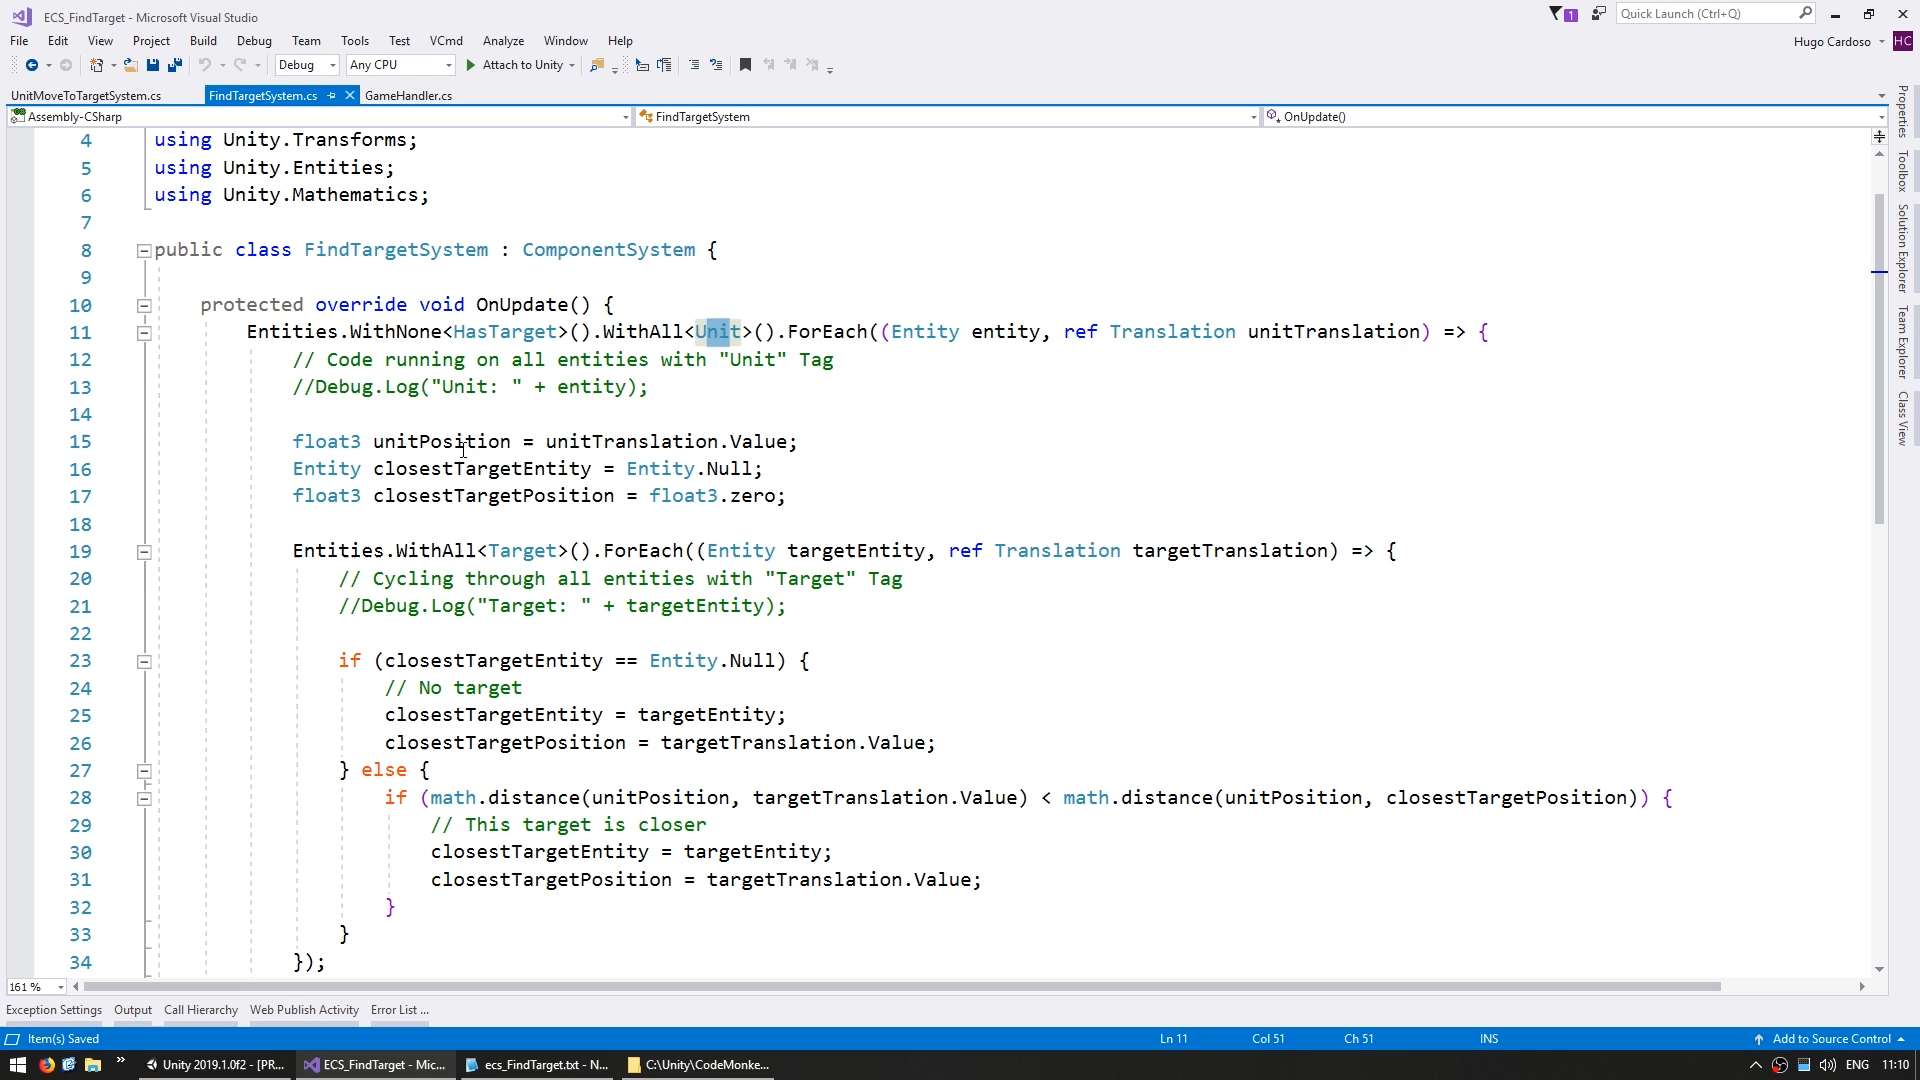 ECS_FindTarget - Microsoft Visual Studio
1
Quick Launch (Ctrl+Q)
File Edit View Project Build Debug Team Tools Test VCmd Analyze Window Help
Hugo Cardoso HC
Debug Any CPU Attach to Unity
UnitMoveToTargetSystem.cs FindTargetSystem.cs GameHandler.cs
Assembly-CSharp FindTargetSystem OnUpdate()
4 using Unity.Transforms;
5 using Unity.Entities;
6 using Unity.Mathematics;
7
8 public class FindTargetSystem : ComponentSystem {
9
10 protected override void OnUpdate() {
11 Entities.WithNone<HasTarget>().WithAll<Unit>().ForEach((Entity entity, ref Translation unitTranslation) => {
12 // Code running on all entities with "Unit" Tag
13 //Debug.Log("Unit: " + entity);
14
15 float3 unitPosition = unitTranslation.Value;
16 Entity closestTargetEntity = Entity.Null;
17 float3 closestTargetPosition = float3.zero;
18
19 Entities.WithAll<Target>().ForEach((Entity targetEntity, ref Translation targetTranslation) => {
20 // Cycling through all entities with "Target" Tag
21 //Debug.Log("Target: " + targetEntity);
22
23 if (closestTargetEntity == Entity.Null) {
24 // No target
25 closestTargetEntity = targetEntity;
26 closestTargetPosition = targetTranslation.Value;
27 } else {
28 if (math.distance(unitPosition, targetTranslation.Value) < math.distance(unitPosition, closestTargetPosition)) {
29 // This target is closer
30 closestTargetEntity = targetEntity;
31 closestTargetPosition = targetTranslation.Value;
32 }
33 }
34 });
Properties
Toolbox
Solution Explorer
Team Explorer
Class View
161 %
Exception Settings Output Call Hierarchy Web Publish Activity Error List ...
Item(s) Saved Ln 11 Col 51 Ch 51 INS Add to Source Control
» Unity 2019.1.0f2 - [PR... ECS_FindTarget - Mic... ecs_FindTarget.txt - N... C:\Unity\CodeMonke... ENG 11:10